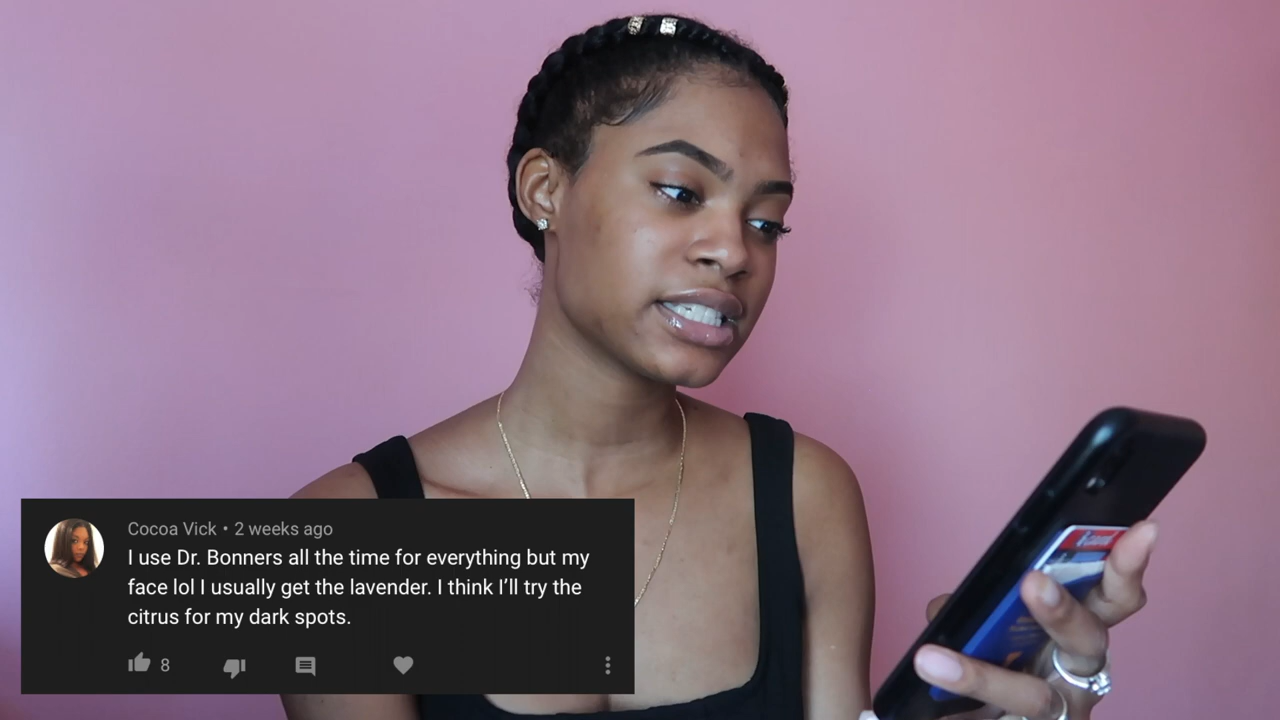 Cocoa Vick • 2 weeks ago
I use Dr. Bonners all the time for everything but my
face lol I usually get the lavender. I think I’ll try the
citrus for my dark spots.
8